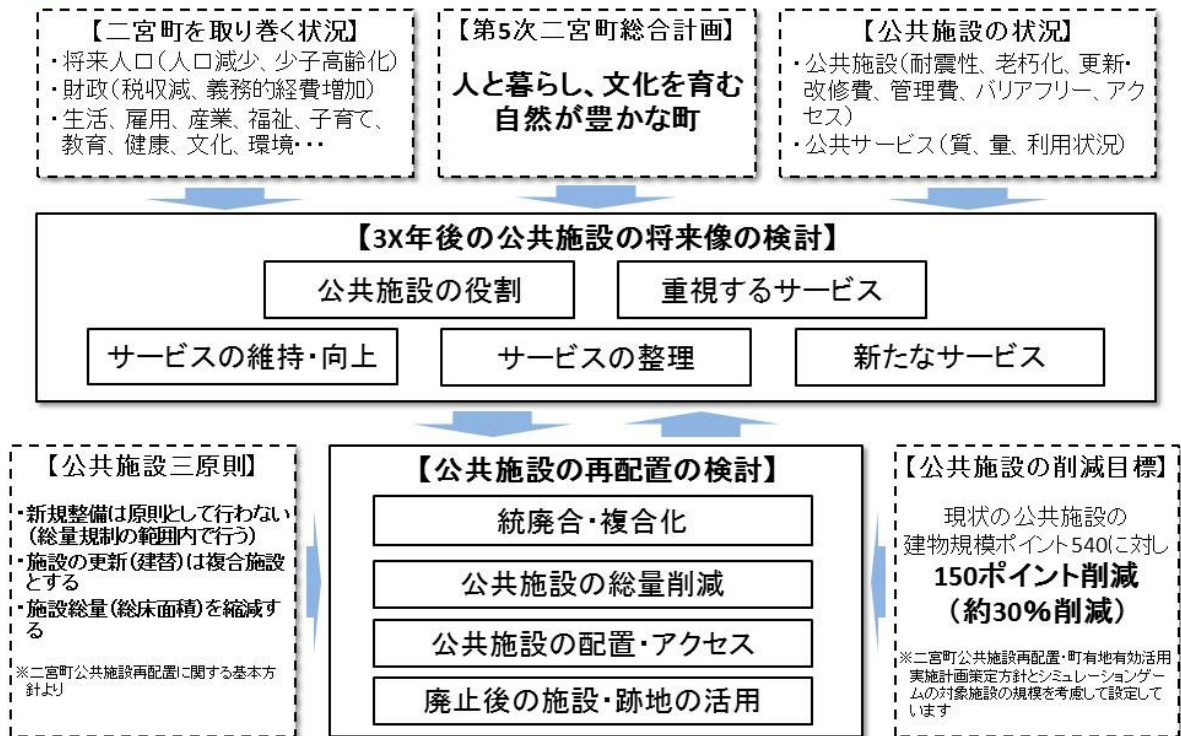 【二宮町を取り巻く状況】
・将来人口(人口減少、少子高齢化)
・財政(税収減、義務的経費増加)
・生活、雇用、産業、福祉、子育て、
教育、健康、文化、環境・・・
【第5次二宮町総合計画】
人と暮らし、文化を育む
自然が豊かな町
【公共施設の状況】
・公共施設(耐震性、老朽化、更新・
改修費、管理費、バリアフリー、アク
セス)
・公共サービス(質、量、利用状況)
【3X年後の公共施設の将来像の検討】
公共施設の役割
重視するサービス
サービスの維持・向上
サービスの整理
新たなサービス
【公共施設三原則】
・新規整備は原則として行わない
(総量規制の範囲内で行う)
・施設の更新(建替)は複合施設
とする
・施設総量(総床面積)を縮減す
る
※二宮町公共施設再配置に関する基本方
針より
【公共施設の再配置の検討】
統廃合・複合化
公共施設の総量削減
公共施設の配置・アクセス
廃止後の施設・跡地の活用
【公共施設の削減目標】
現状の公共施設の
建物規模ポイント540に対し
150ポイント削減
(約30%削減)
※二宮町公共施設再配置・町有地有効活用
実施計画策定方針とシミュレーションゲー
ムの対象施設の規模を考慮して設定して
います